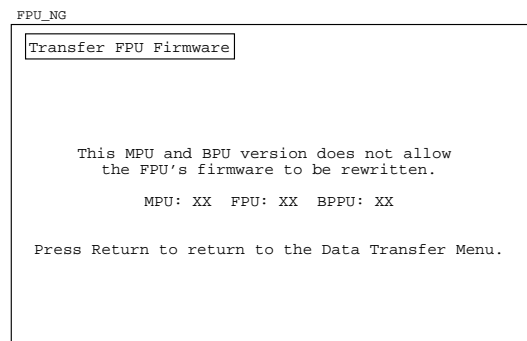 FPU_NG
Transfer FPU Firmware
This MPU and BPU version does not allow
the FPU's firmware to be rewritten.
MPU: XX FPU: XX BPPU: XX
Press Return to return to the Data Transfer Menu.